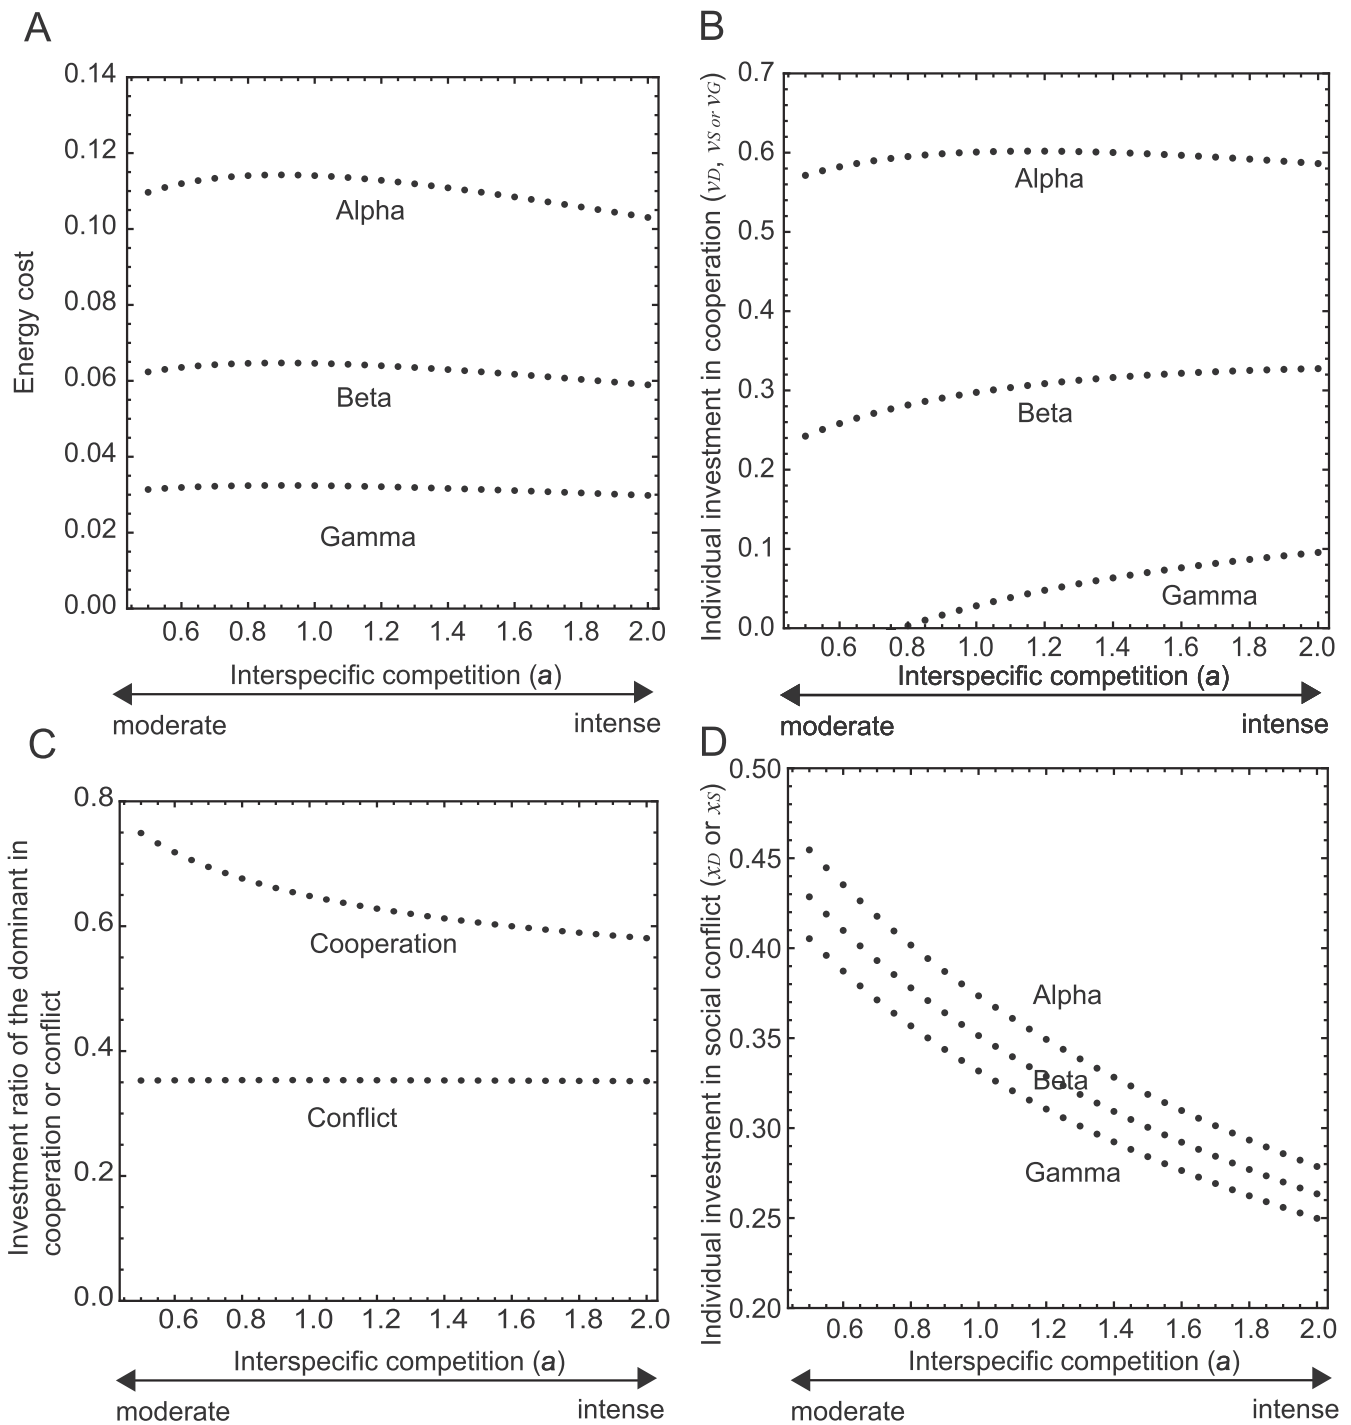 A
0.14
0.12
0.10
0.08
0.06
0.04
0.02
0.00
Energy cost
Alpha
Beta
Gamma
0.6 0.8 1.0 1.2 1.4 1.6 1.8 2.0
Interspecific competition (a)
moderate intense
B
0.7
0.6
0.5
0.4
0.3
0.2
0.1
0.0
Individual investment in cooperation (vD, vS or vG)
Alpha
Beta
Gamma
0.6 0.8 1.0 1.2 1.4 1.6 1.8 2.0
Interspecific competition (a)
moderate intense
C
0.8
0.6
0.4
0.2
0.0
Investment ratio of the dominant in
cooperation or conflict
Cooperation
Conflict
0.6 0.8 1.0 1.2 1.4 1.6 1.8 2.0
Interspecific competition (a)
moderate intense
D
0.50
0.45
0.40
0.35
0.30
0.25
0.20
Individual investment in social conflict (xD or xS)
Alpha
Beta
Gamma
0.6 0.8 1.0 1.2 1.4 1.6 1.8 2.0
Interspecific competition (a)
moderate intense